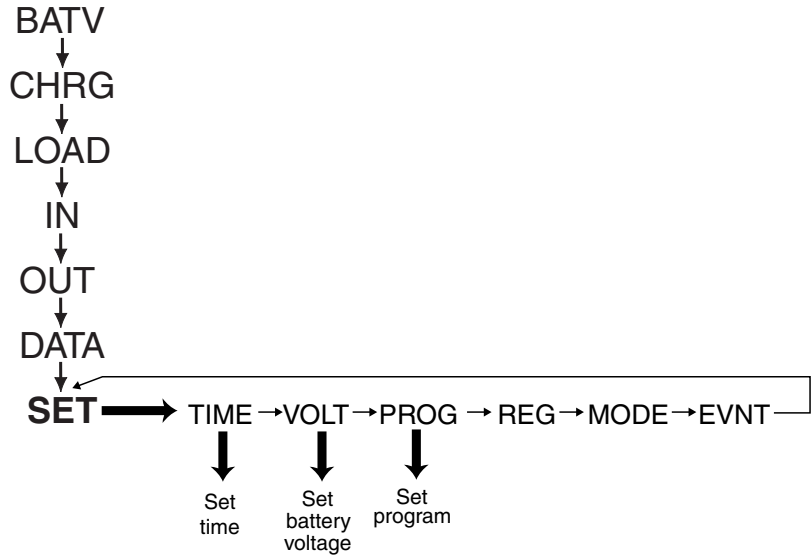 BATV
CHRG
LOAD
IN
OUT
DATA
SET TIME VOLT PROG REG MODE EVNT
Set
time
Set
battery
voltage
Set
program